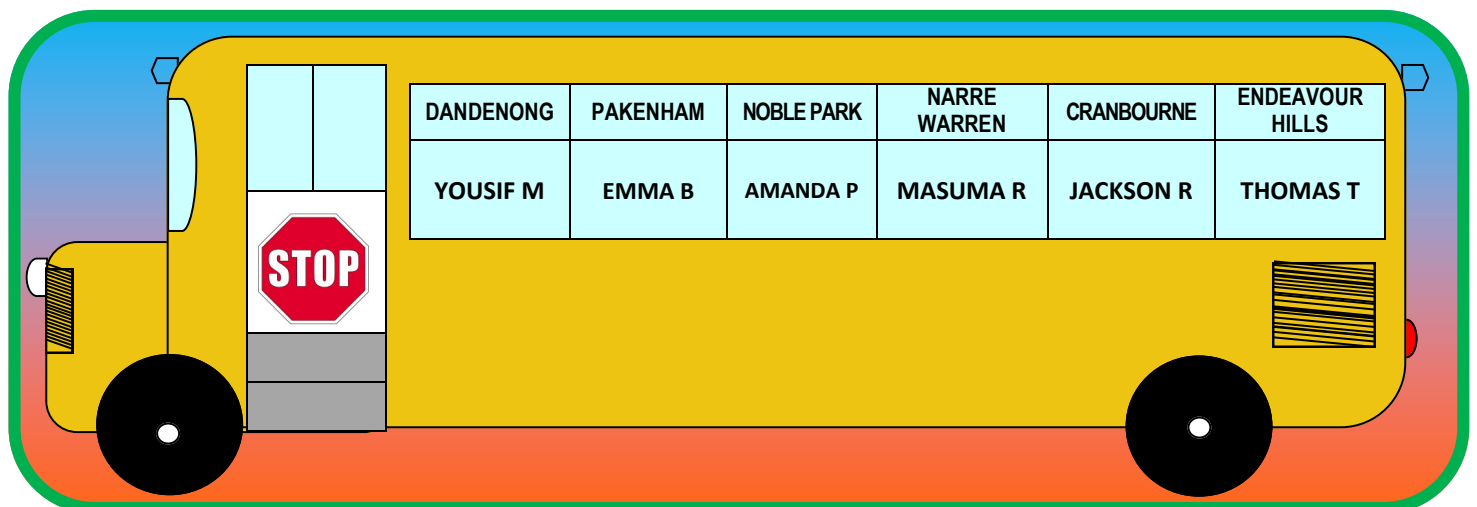 DANDENONG
PAKENHAM
NOBLE PARK
NARRE
WARREN
CRANBOURNE
ENDEAVOUR
HILLS
YOUSIF M
EMMA B
AMANDA P
MASUMA R
JACKSON R
THOMAS T
STOP